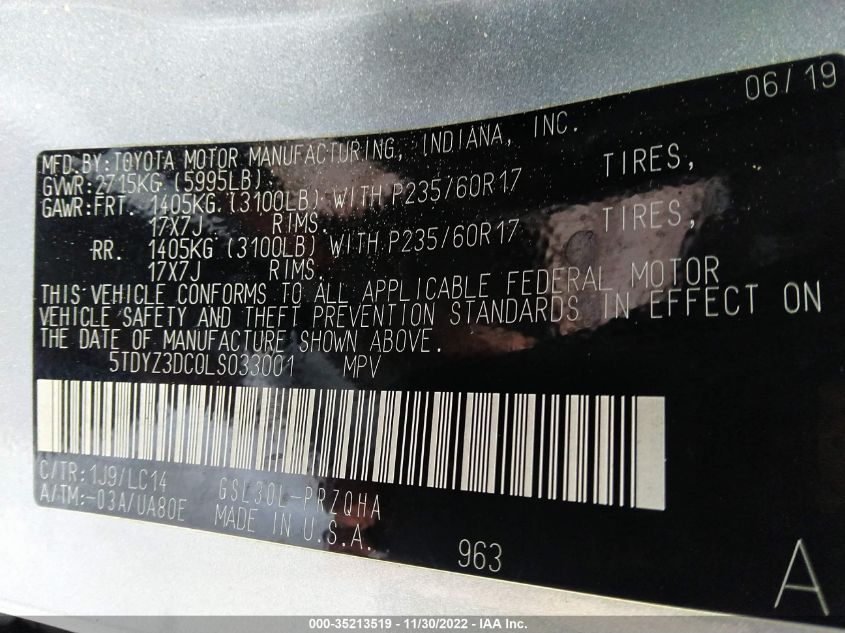 06/19
MFD.BY:TOYOTA MOTOR MANUFACTURING, INDIANA, INC.
GVWR:2715KG (5995LB)
GAWR:FRT. 1405KG (3100LB) WITH P235/60R17 TIRES,
17X7J RIMS.
RR. 1405KG (3100LB) WITH P235/60R17 TIRES,
17X7J RIMS.
THIS VEHICLE CONFORMS TO ALL APPLICABLE FEDERAL MOTOR
VEHICLE SAFETY AND THEFT PREVENTION STANDARDS IN EFFECT ON
THE DATE OF MANUFACTURE SHOWN ABOVE.
5TDYZ3DC0LS033001 MPV
C/TR:1J9/LC14 GSL30L-PRZQHA
A/TM:-03A/UA80E MADE IN U.S.A.
963
A
000-35213519 - 11/30/2022 - IAA Inc.